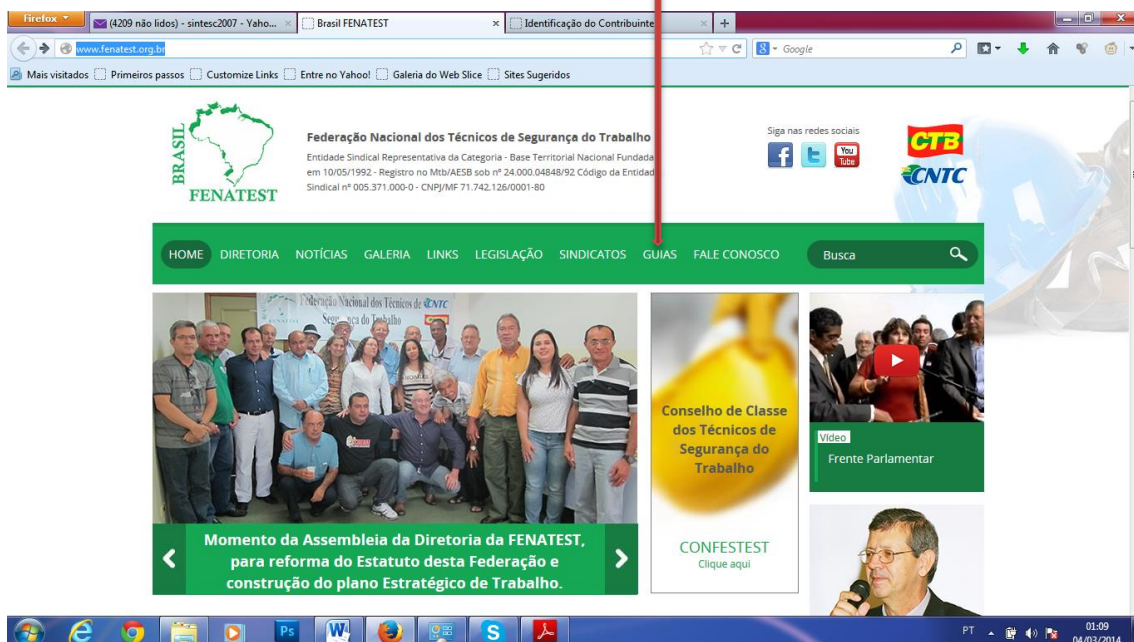 Firefox
(4209 não lidos) - sintesc2007 - Yaho...
Brasil FENATEST
Identificação do Contribuinte
www.fenatest.org.br
Google
Mais visitados
Primeiros passos
Customize Links
Entre no Yahoo!
Galeria do Web Slice
Sites Sugeridos
BRASIL
FENATEST
Federação Nacional dos Técnicos de Segurança do Trabalho
Entidade Sindical Representativa da Categoria - Base Territorial Nacional Fundada
em 10/05/1992 - Registro no Mtb/AESB sob nº 24.000.04848/92 Código da Entidad
Sindical nº 005.371.000-0 - CNPJ/MF 71.742.126/0001-80
Siga nas redes sociais
You
Tube
CTB
CNTC
HOME DIRETORIA NOTÍCIAS GALERIA LINKS LEGISLAÇÃO SINDICATOS GUIAS FALE CONOSCO
Busca
Federação Nacional dos Técnicos de
CNTC
do Trabalho
Conselho de Classe
dos Técnicos de
Segurança do
Trabalho
CONFESTEST
Clique aqui
Vídeo
Frente Parlamentar
Momento da Assembleia da Diretoria da FENATEST,
para reforma do Estatuto desta Federação e
construção do plano Estratégico de Trabalho.
Ps
PT
01:09
04/03/2014